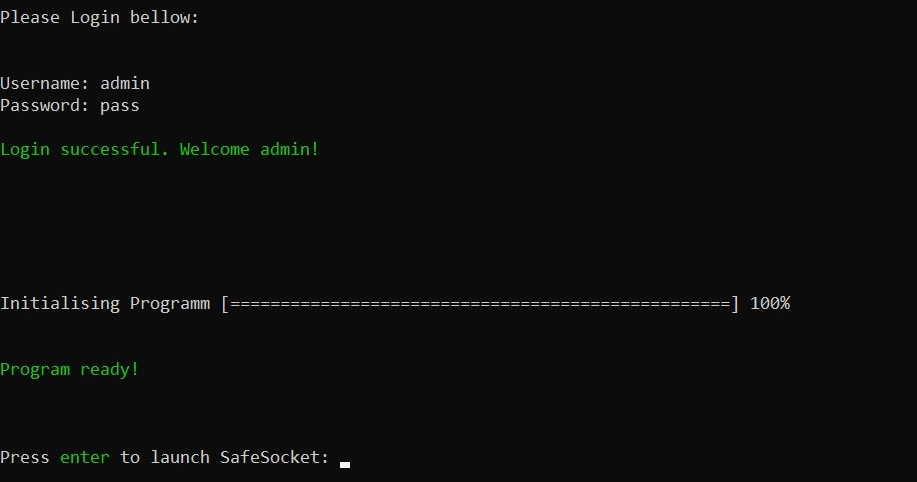 Please Login bellow:
Username: admin
Password: pass
Login successful. Welcome admin!
Initialising Programm [==================================================] 100%
Program ready!
Press enter to launch SafeSocket: